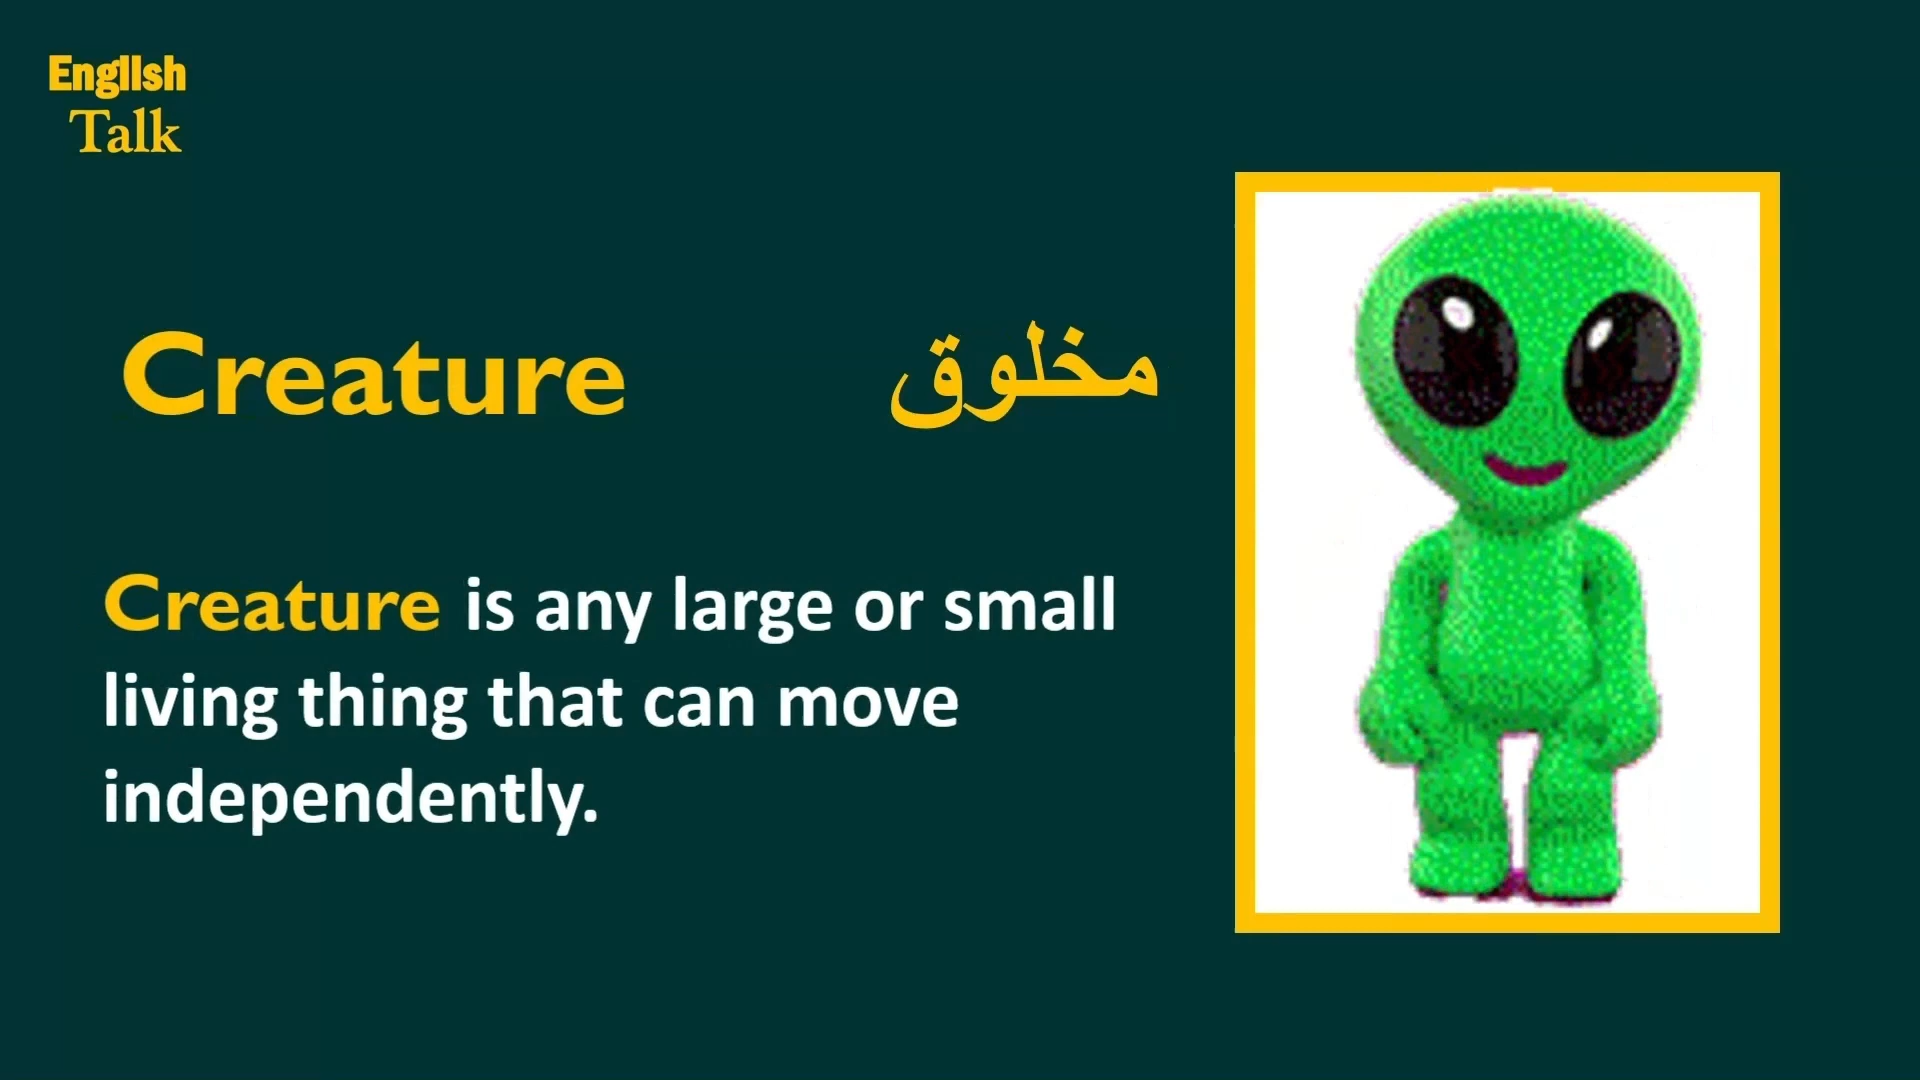 English
Talk
Creature مخلوق
Creature is any large or small
living thing that can move
independently.